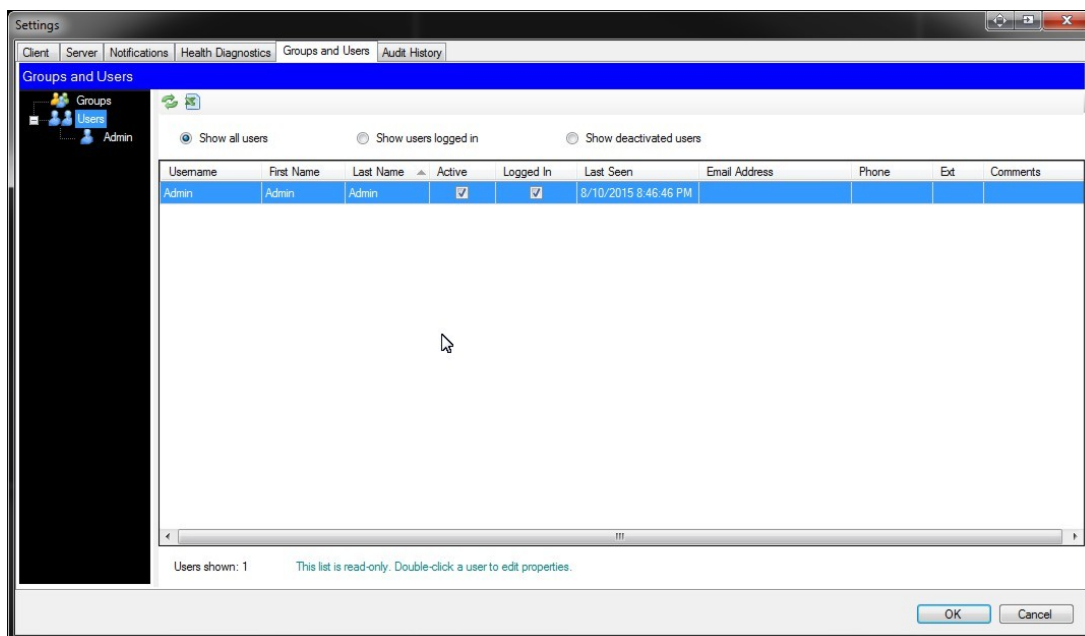 Settings
Client Server Notifications Health Diagnostics Groups and Users Audit History
Groups and Users
Groups
Users
Admin
Show all users Show users logged in Show deactivated users
Username First Name Last Name Active Logged In Last Seen Email Address Phone Ext Comments
Admin Admin Admin 8/10/2015 8:46:46 PM
Users shown: 1 This list is read-only. Double-click a user to edit properties.
OK Cancel